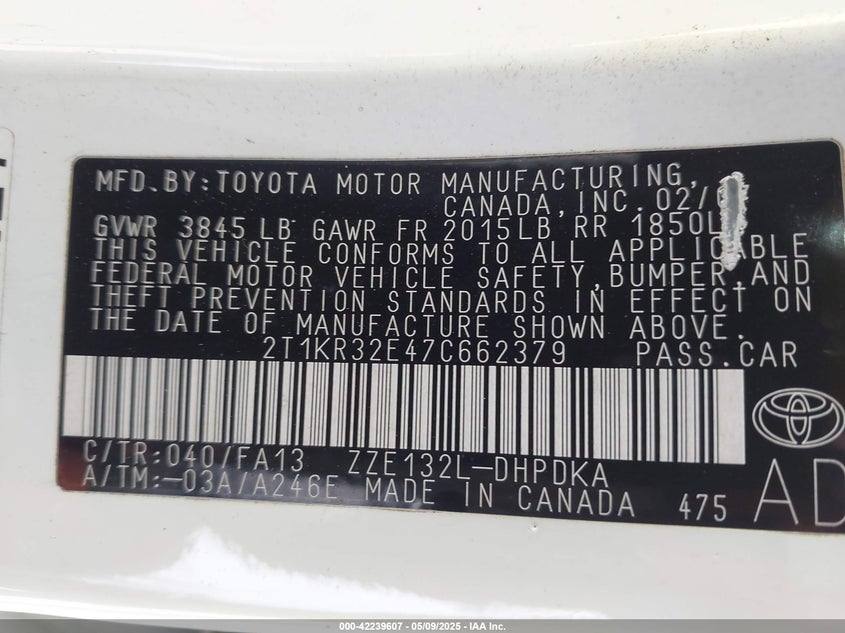 MFD.BY:TOYOTA MOTOR MANUFACTURING,
CANADA,INC.02/
GVWR 3845LB GAWR FR 2015LB RR 1850L
THIS VEHICLE CONFORMS TO ALL APPLICABLE
FEDERAL MOTOR VEHICLE SAFETY,BUMPER,AND
THEFT PREVENTION STANDARDS IN EFFECT ON
THE DATE OF MANUFACTURE SHOWN ABOVE.
2T1KR32E47C662379 PASS.CAR
C/TR:040/FA13 ZZE132L-DHPDKA
A/TM:-03A/A246E MADE IN CANADA 475
AD
000-42239607 - 05/09/2025 - IAA Inc.